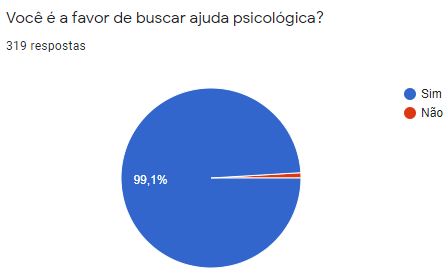 Você é a favor de buscar ajuda psicológica?
319 respostas
Sim
Não
99,1%